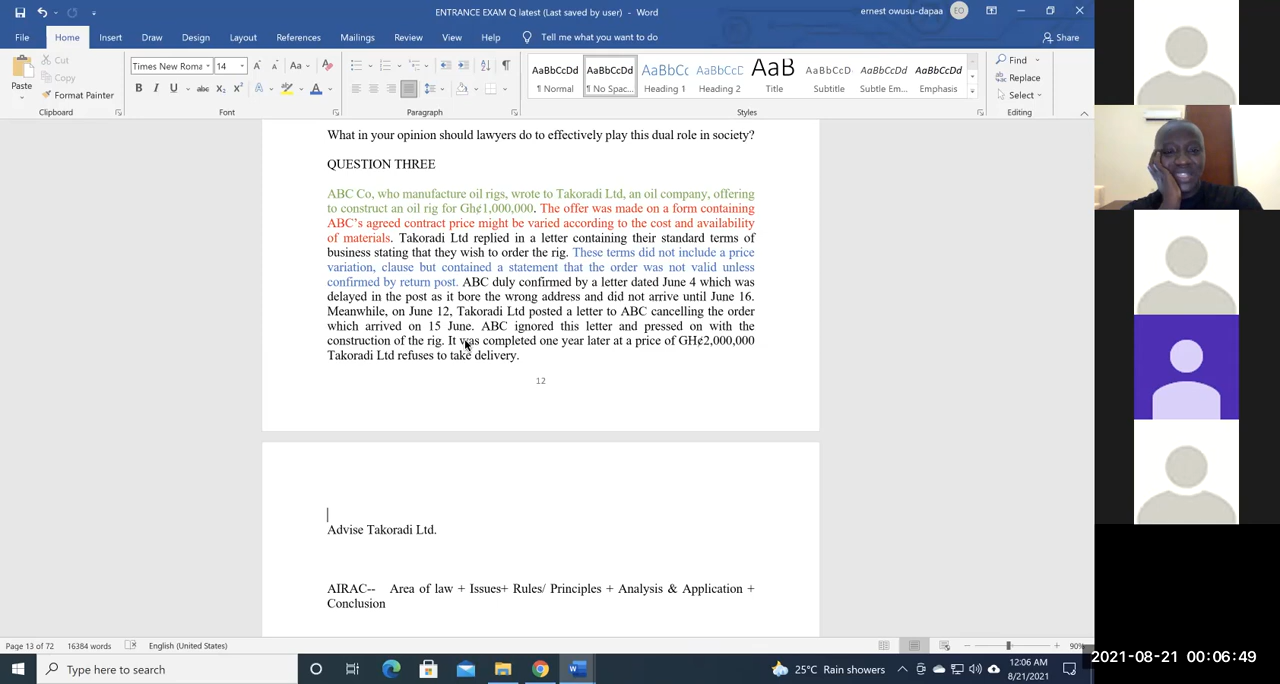 ENTRANCE EXAM Q latest (Last saved by user) - Word
ernest owusu-dapaa
EO
File Home Insert Draw Design Layout References Mailings Review View Help Tell me what you want to do
Share
Paste
Cut
Copy
Format Painter
Clipboard
Times New Roma 14
Aa
B I U abc X₂ X² A A
Font
Paragraph
AaBbCcDd AaBbCcDd AaBbCc AaBbCcDd AaB AaBbCcDd AaBbCcDd AaBbCcDd
¶ Normal ¶ No Spac... Heading 1 Heading 2 Title Subtitle Subtle Em... Emphasis
Styles
Find
Replace
Select
Editing
What in your opinion should lawyers do to effectively play this dual role in society?
QUESTION THREE
ABC Co, who manufacture oil rigs, wrote to Takoradi Ltd, an oil company, offering
to construct an oil rig for Gh¢1,000,000. The offer was made on a form containing
ABC's agreed contract price might be varied according to the cost and availability
of materials. Takoradi Ltd replied in a letter containing their standard terms of
business stating that they wish to order the rig. These terms did not include a price
variation, clause but contained a statement that the order was not valid unless
confirmed by return post. ABC duly confirmed by a letter dated June 4 which was
delayed in the post as it bore the wrong address and did not arrive until June 16.
Meanwhile, on June 12, Takoradi Ltd posted a letter to ABC cancelling the order
which arrived on 15 June. ABC ignored this letter and pressed on with the
construction of the rig. It was completed one year later at a price of GH¢2,000,000
Takoradi Ltd refuses to take delivery.
12
Advise Takoradi Ltd.
AIRAC-- Area of law + Issues+ Rules/ Principles + Analysis & Application +
Conclusion
Page 13 of 72 16384 words English (United States)
90%
2021-08-21 00:06:49
Type here to search
25°C Rain showers
12:06 AM
8/21/2021